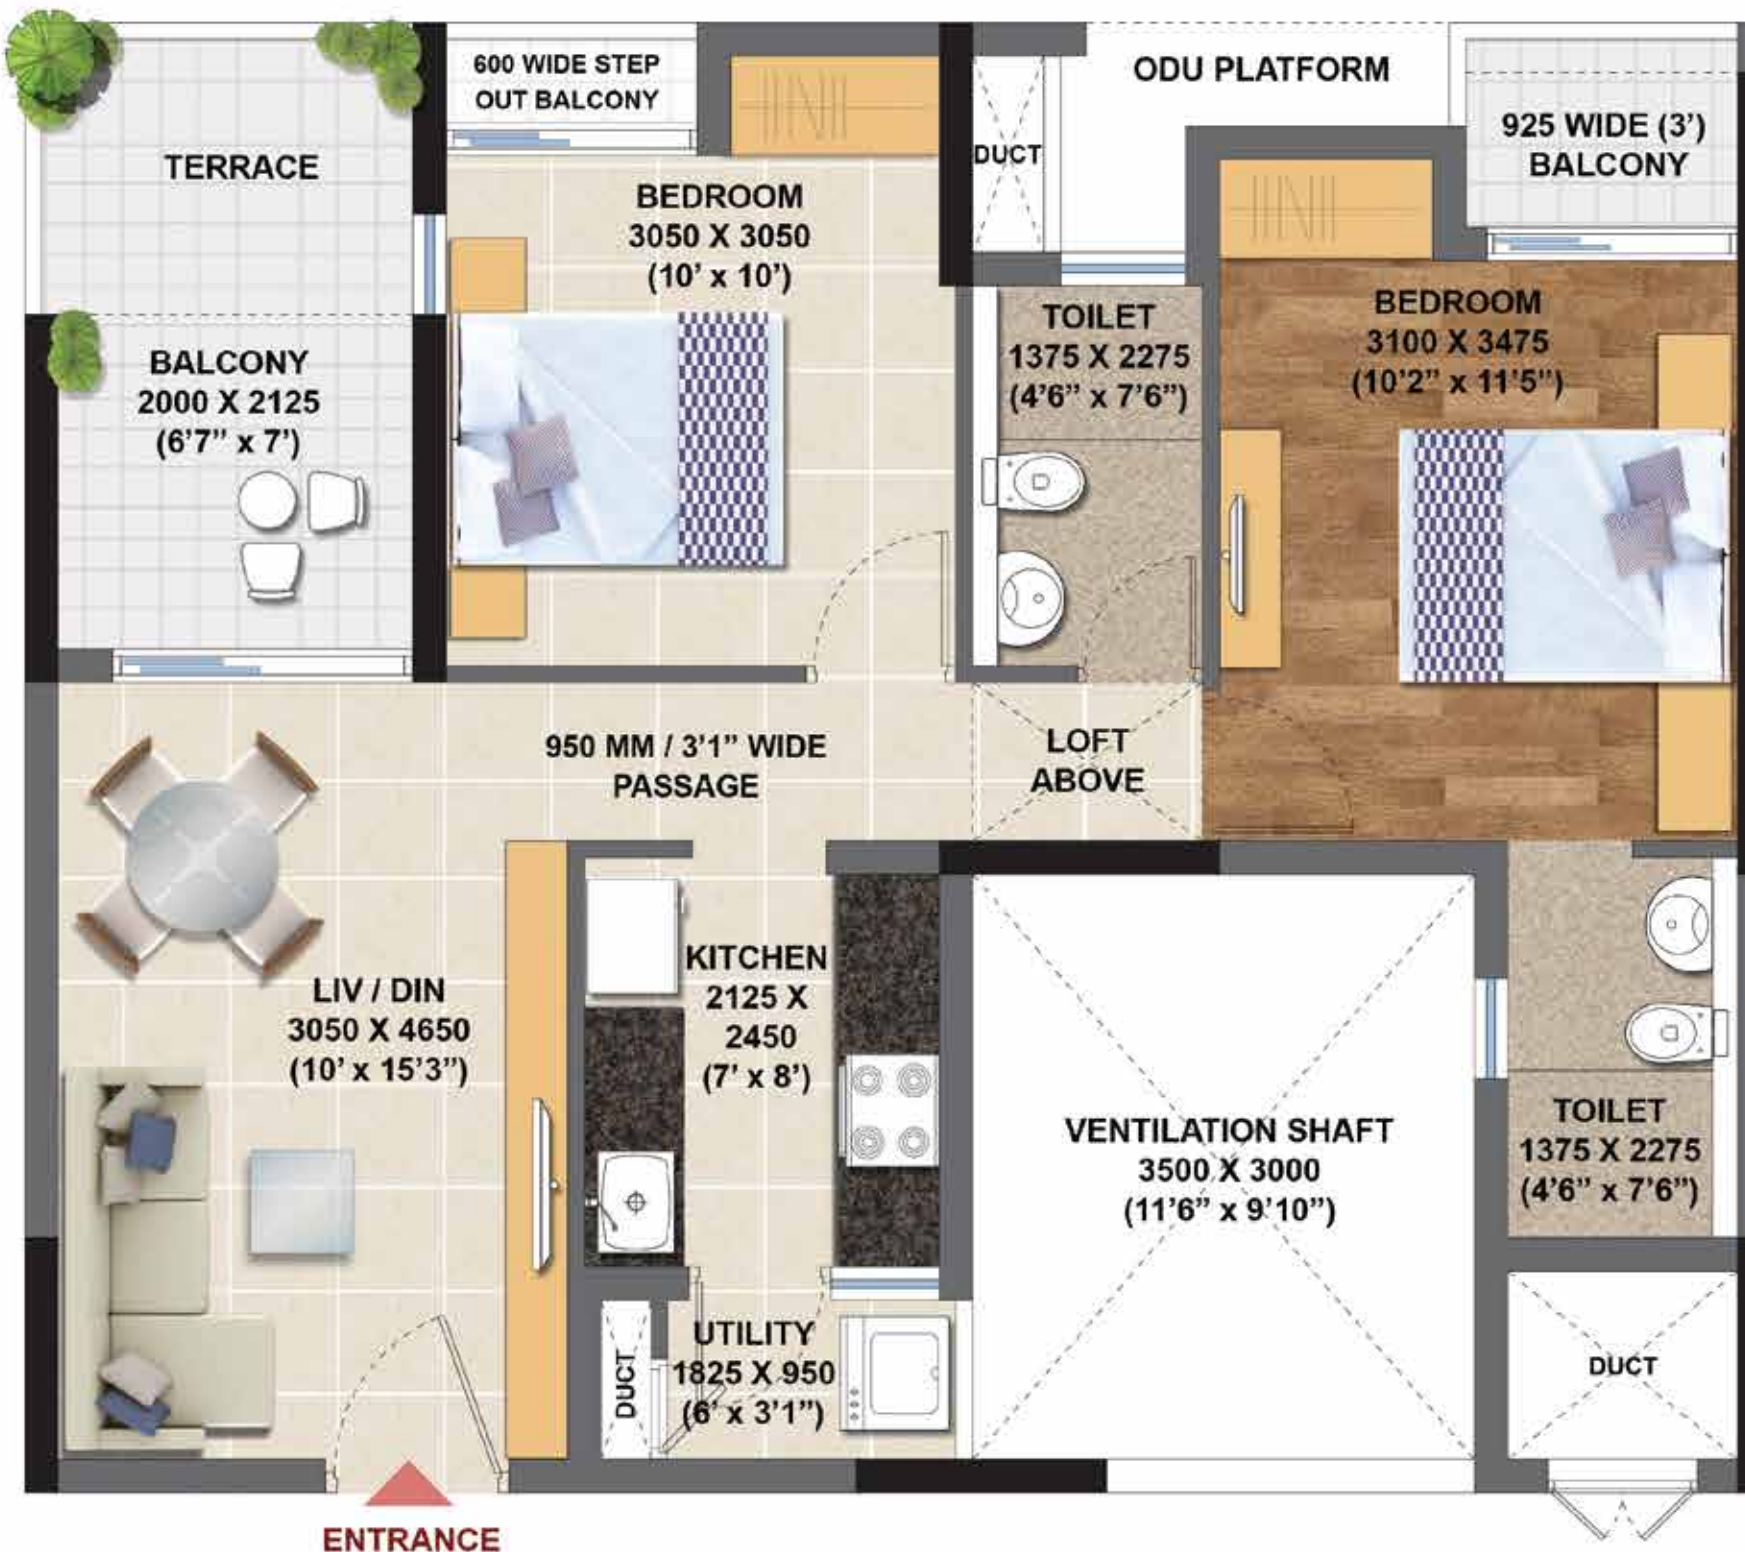 600 WIDE STEP
OUT BALCONY
ODU PLATFORM
925 WIDE (3')
BALCONY
TERRACE
DUCT
BEDROOM
3050 X 3050
(10' x 10')
TOILET
1375 X 2275
(4'6” x 7'6”)
BEDROOM
3100 X 3475
(10'2” x 11'5”)
BALCONY
2000 X 2125
(6'7” x 7')
950 MM / 3'1” WIDE
PASSAGE
LOFT
ABOVE
LIV / DIN
3050 X 4650
(10' x 15'3”)
KITCHEN
2125 X
2450
(7' x 8')
VENTILATION SHAFT
3500 X 3000
(11'6” x 9'10”)
TOILET
1375 X 2275
(4'6” x 7'6”)
UTILITY
1825 X 950
(6' x 3'1”)
DUCT
DUCT
ENTRANCE